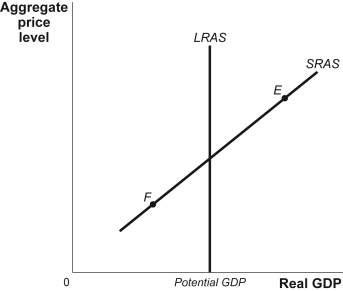 Aggregate
price
level
LRAS
SRAS
E
F
0
Potential GDP
Real GDP